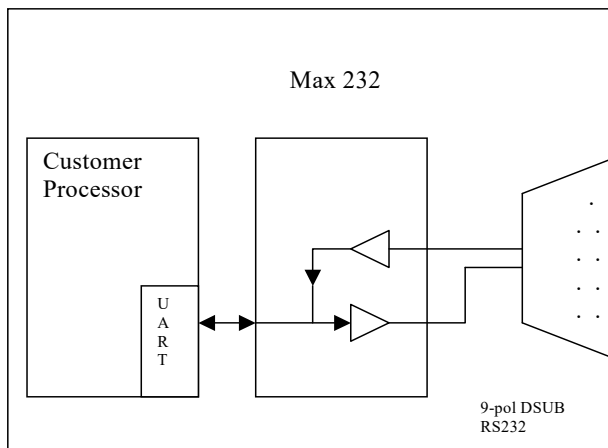 Max 232
Customer
Processor
U
A
R
T
9-pol DSUB
RS232